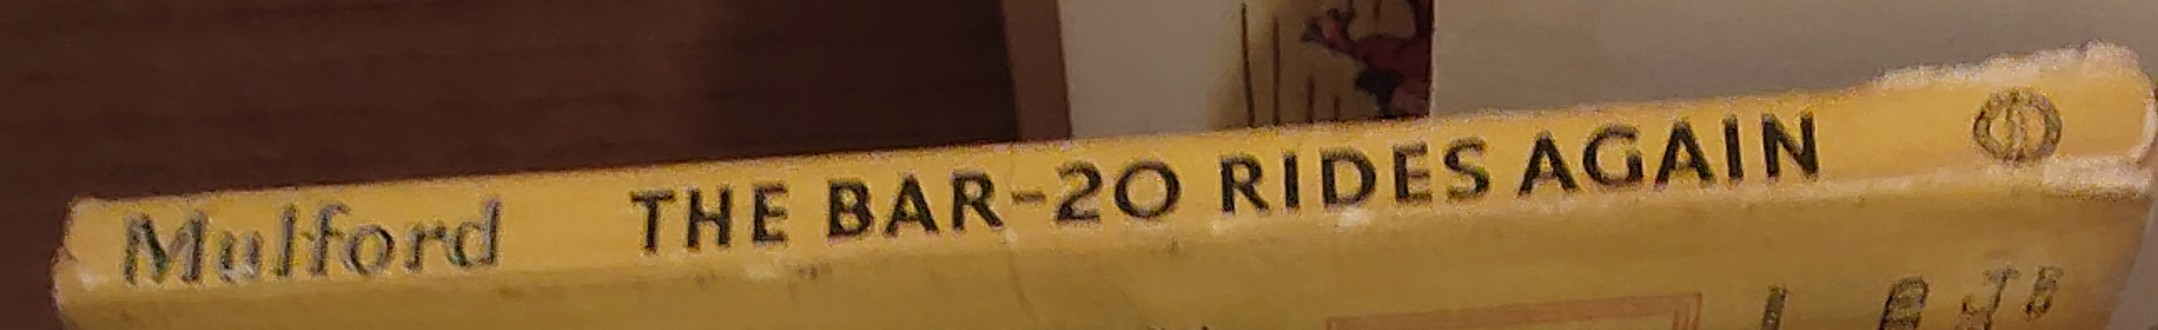 Mulford THE BAR-20 RIDES AGAIN